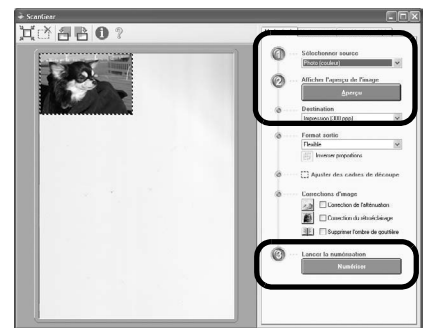 ScanGear
1 Sélectionner source
Photo (couleur)
2 Afficher l'aperçu de l'image
Aperçu
Destination
Impression (300 ppp)
Format sortie
Flexible
Inverser proportions
Ajuster des cadres de découpe
Corrections d'image
Correction de l'atténuation
Correction du rétroéclairage
Supprimer l'ombre de gouttière
Lancer la numérisation
Numériser